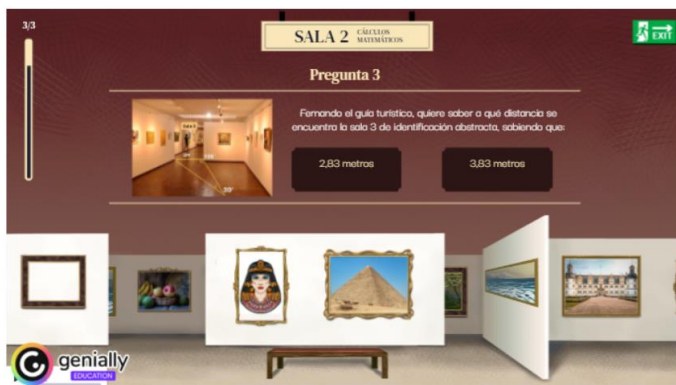 3/3
SALA 2 CÁLCULOS
MATEMÁTICOS
EXIT
Pregunta 3
Fernando el guía turístico, quiere saber a qué distancia se
encuentra la sala 3 de identificación abstracta, sabiendo que:
2,83 metros
3,83 metros
30°
genially
EDUCATION